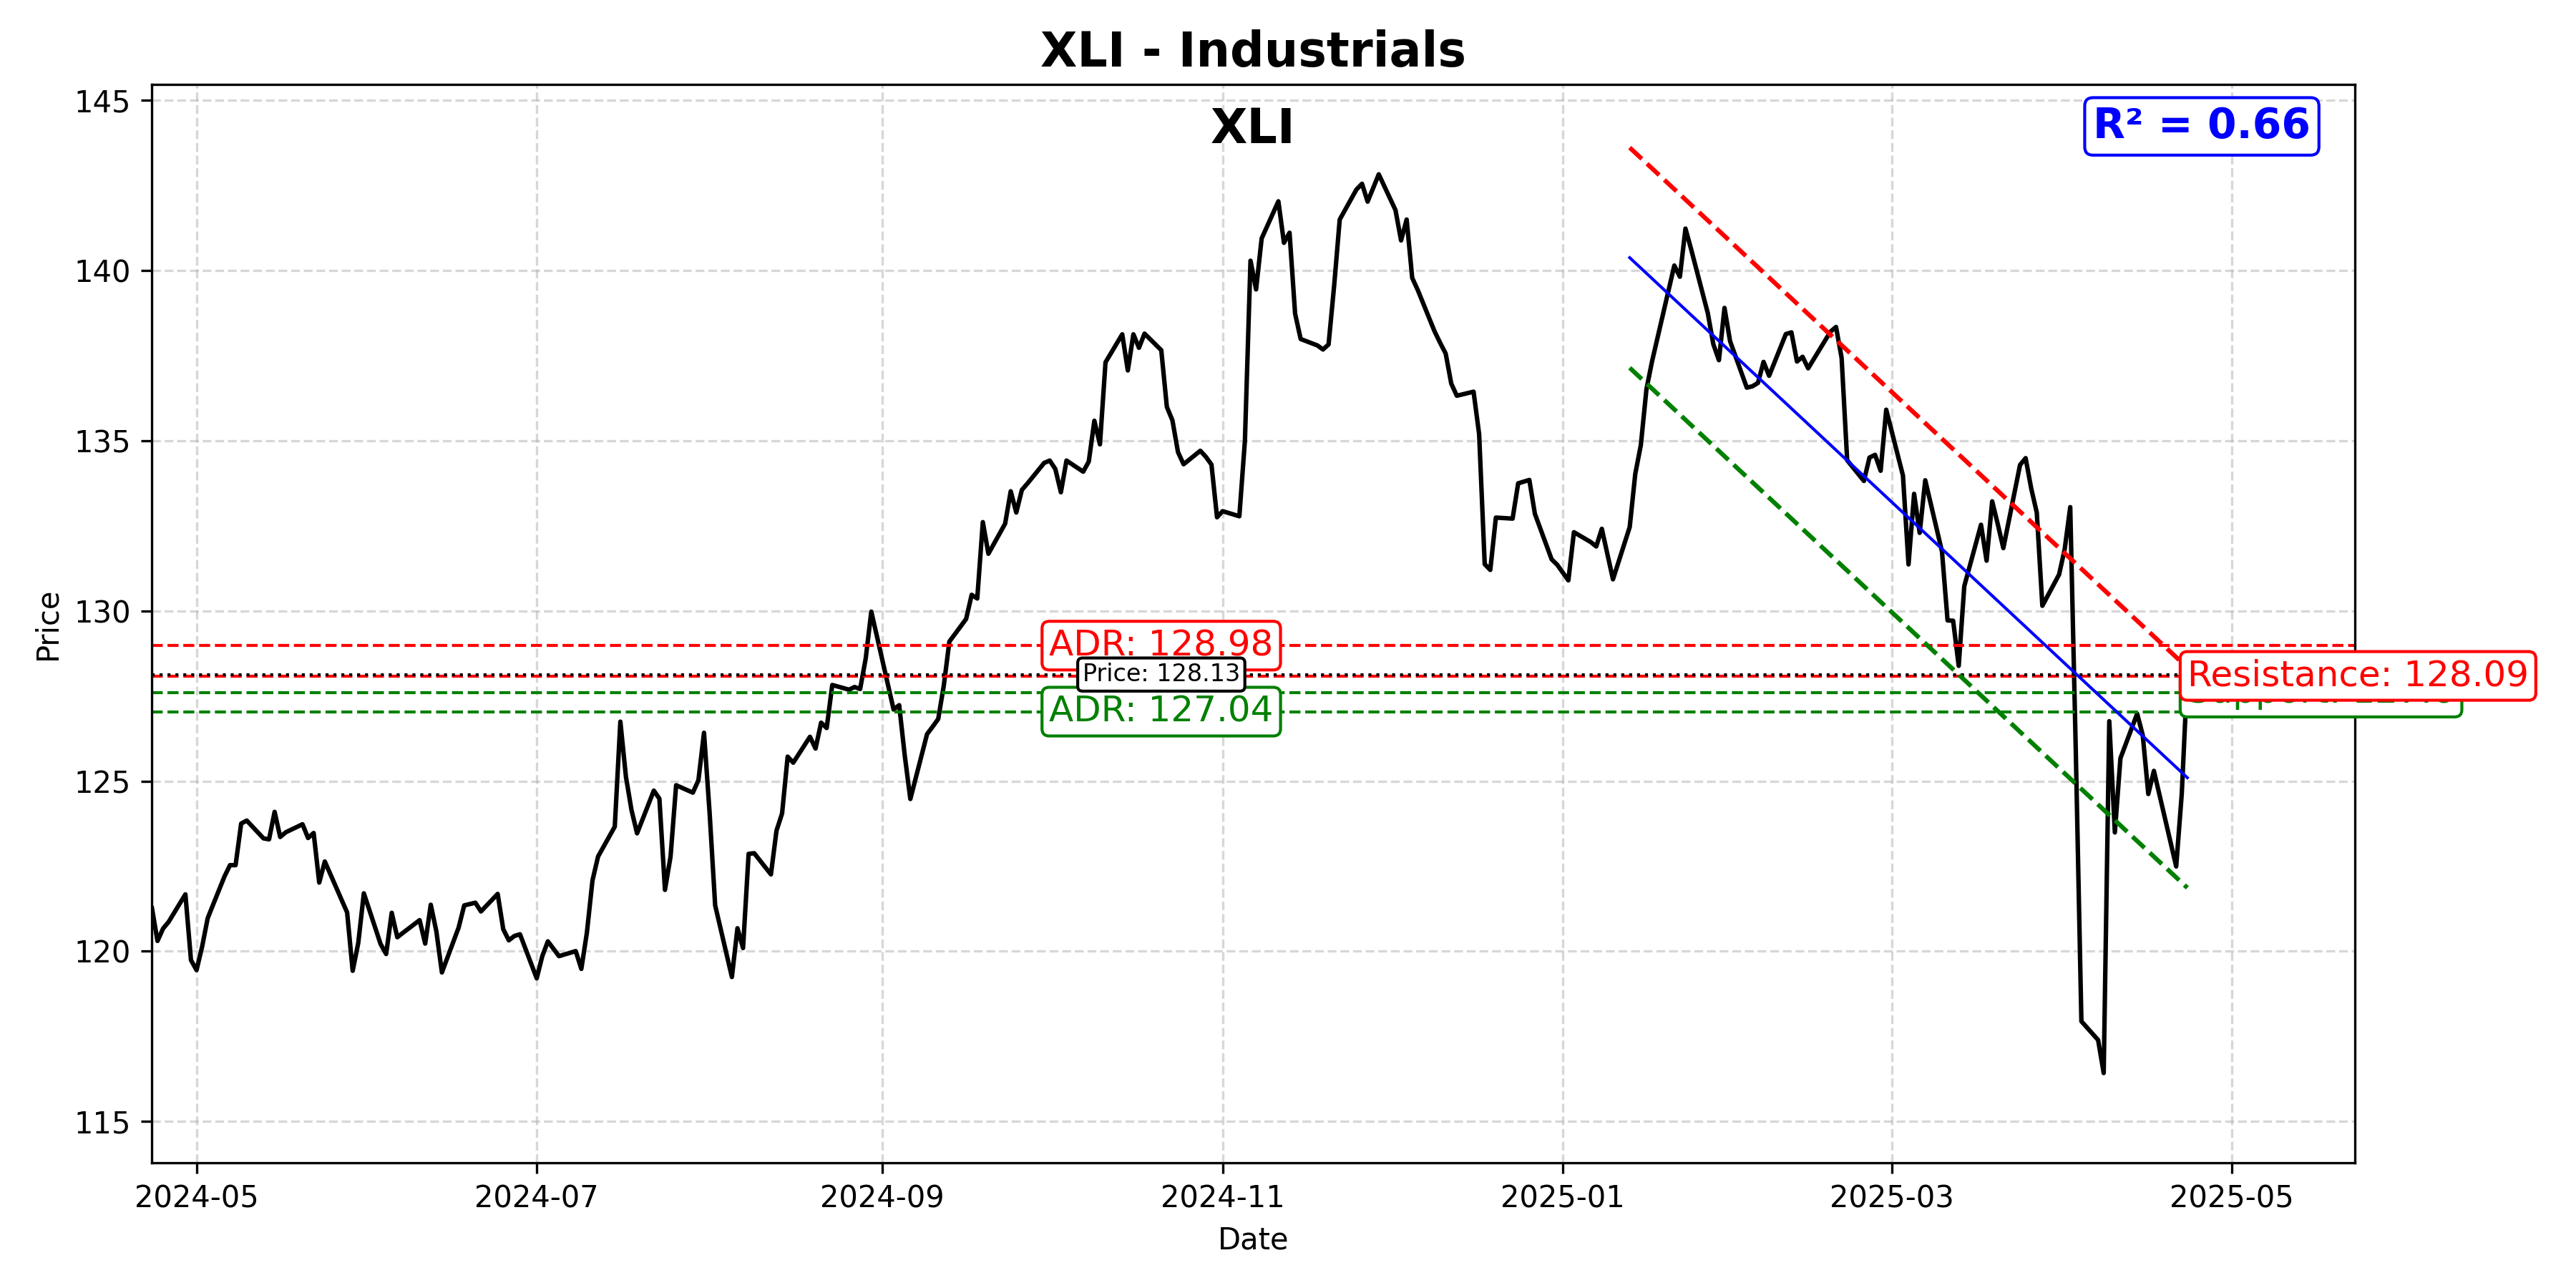 XLI - Industrials
XLI
R² = 0.66
145
140
135
130
125
120
115
Price
ADR: 128.98
Price: 128.13
ADR: 127.04
Resistance: 128.09
2024-05
2024-07
2024-09
2024-11
2025-01
2025-03
2025-05
Date